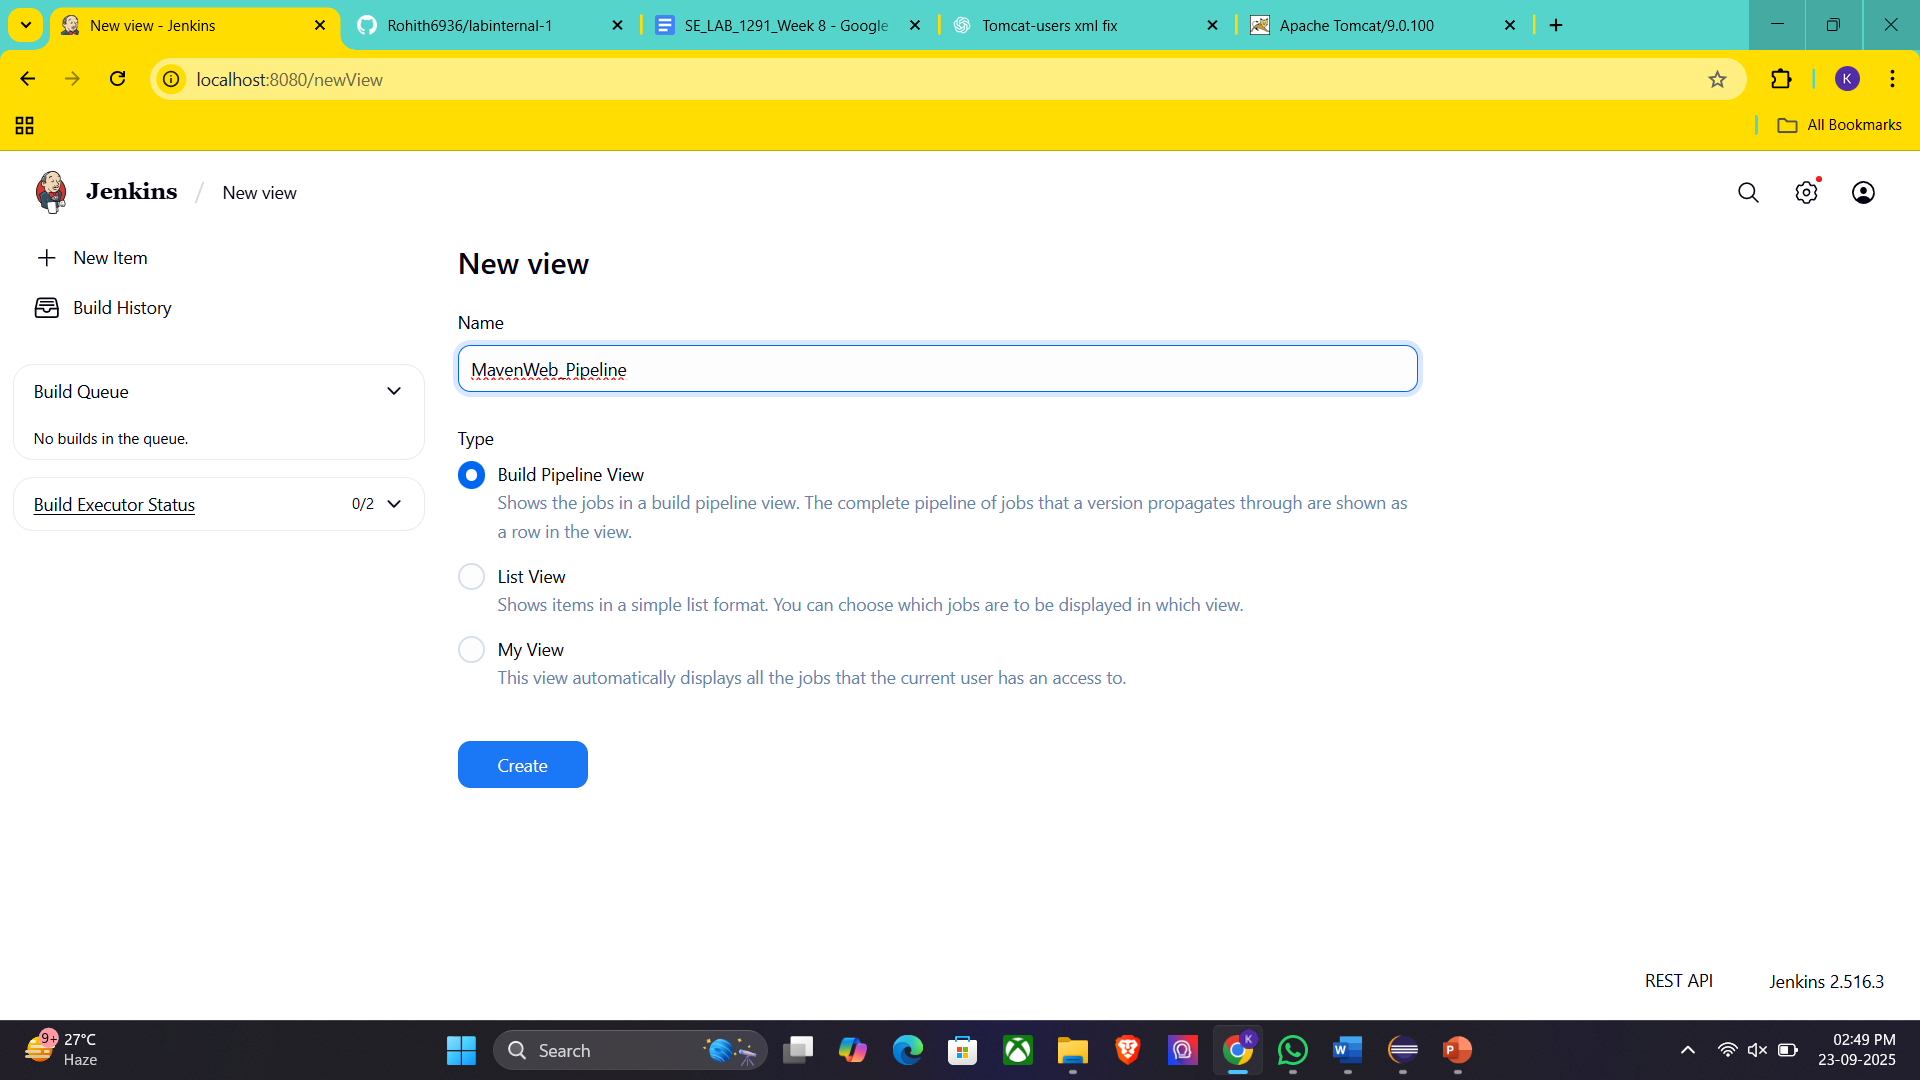 New view - Jenkins
Rohith6936/labinternal-1
SE_LAB_1291_Week 8 - Google
Tomcat-users xml fix
Apache Tomcat/9.0.100
localhost:8080/newView
K
All Bookmarks
Jenkins / New view
New Item
Build History
Build Queue
No builds in the queue.
Build Executor Status 0/2
New view
Name
MavenWeb_Pipeline
Type
Build Pipeline View
Shows the jobs in a build pipeline view. The complete pipeline of jobs that a version propagates through are shown as
a row in the view.
List View
Shows items in a simple list format. You can choose which jobs are to be displayed in which view.
My View
This view automatically displays all the jobs that the current user has an access to.
Create
REST API
Jenkins 2.516.3
9+
27°C
Haze
Search
K
W
P
02:49 PM
23-09-2025